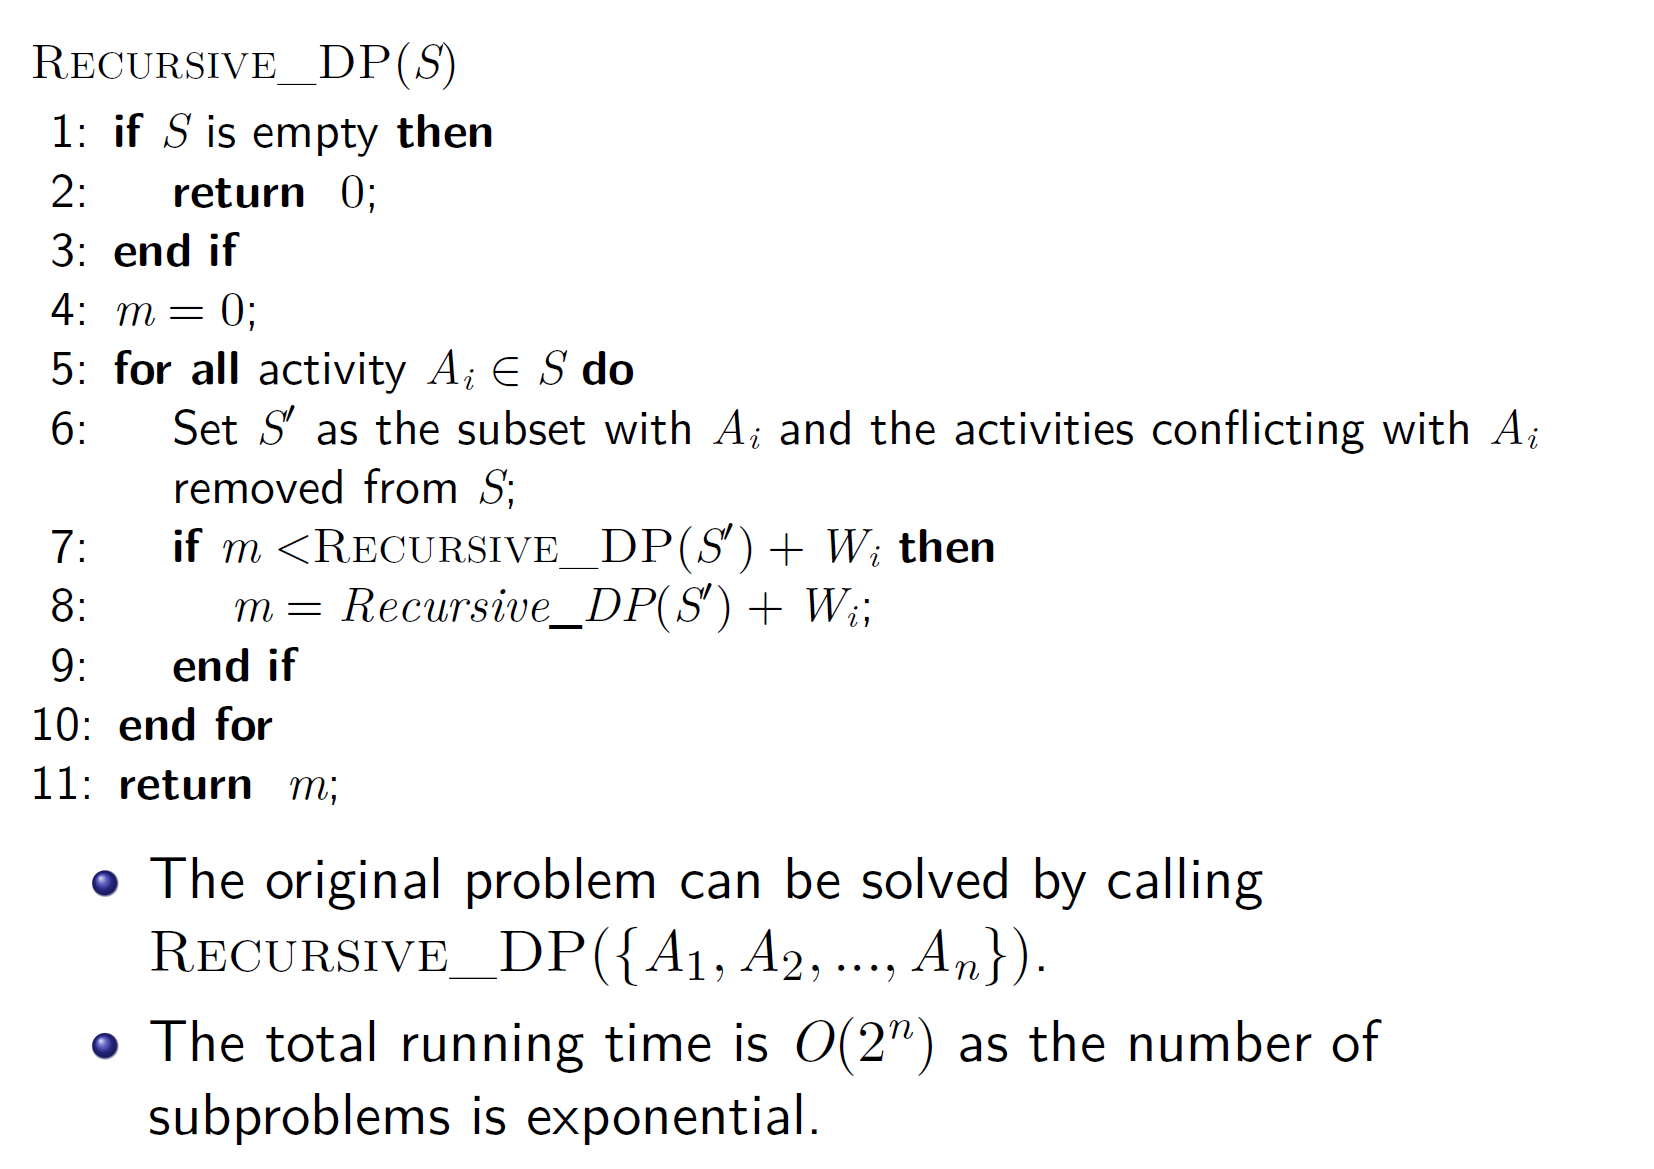 RECURSIVE_DP(S)
1: if S is empty then
2: return 0;
3: end if
4: m = 0;
5: for all activity A_i ∈ S do
6: Set S′ as the subset with A_i and the activities conflicting with A_i
removed from S;
7: if m <RECURSIVE_DP(S′) + W_i then
8: m = Recursive_DP(S′) + W_i;
9: end if
10: end for
11: return m;
• The original problem can be solved by calling
RECURSIVE_DP({A_1, A_2, ..., A_n}).
• The total running time is O(2^n) as the number of
subproblems is exponential.